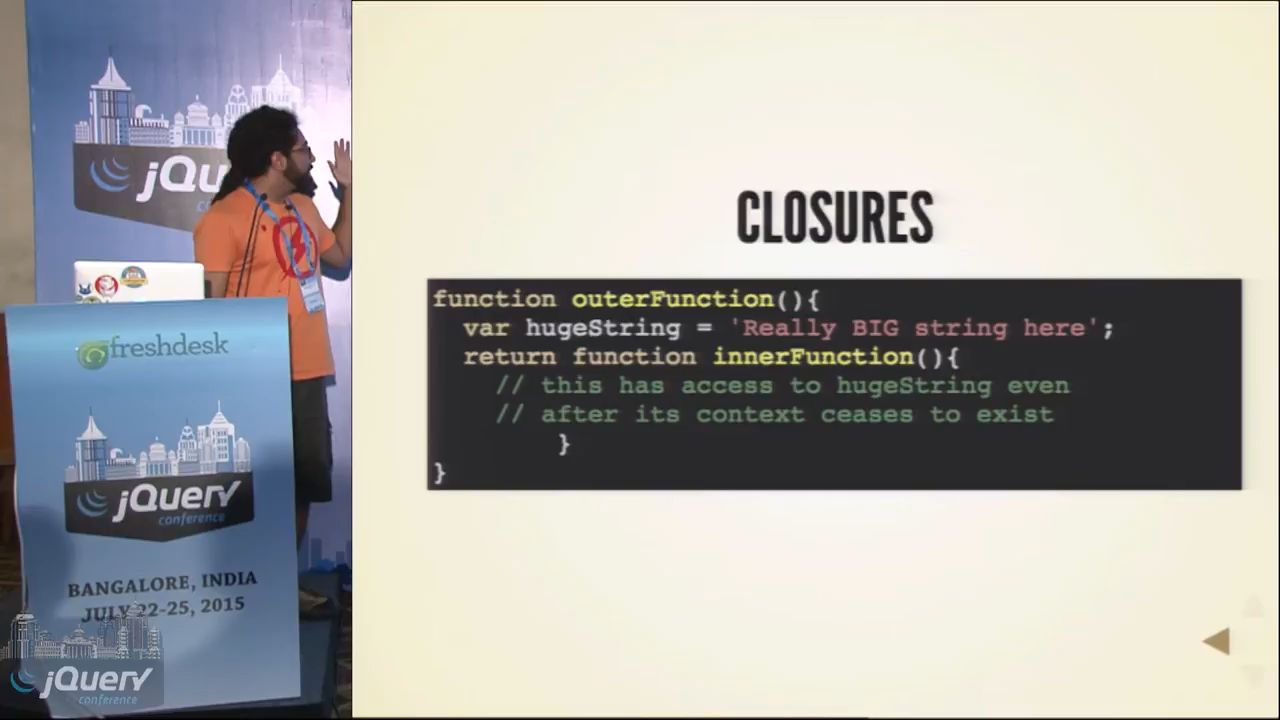 jQu
freshdesk
jQuery
conference
BANGALORE, INDIA
JULY 22-25, 2015
jQuery
conference
CLOSURES
function outerFunction(){
  var hugeString = 'Really BIG string here';
  return function innerFunction(){
    // this has access to hugeString even
    // after its context ceases to exist
        }
}